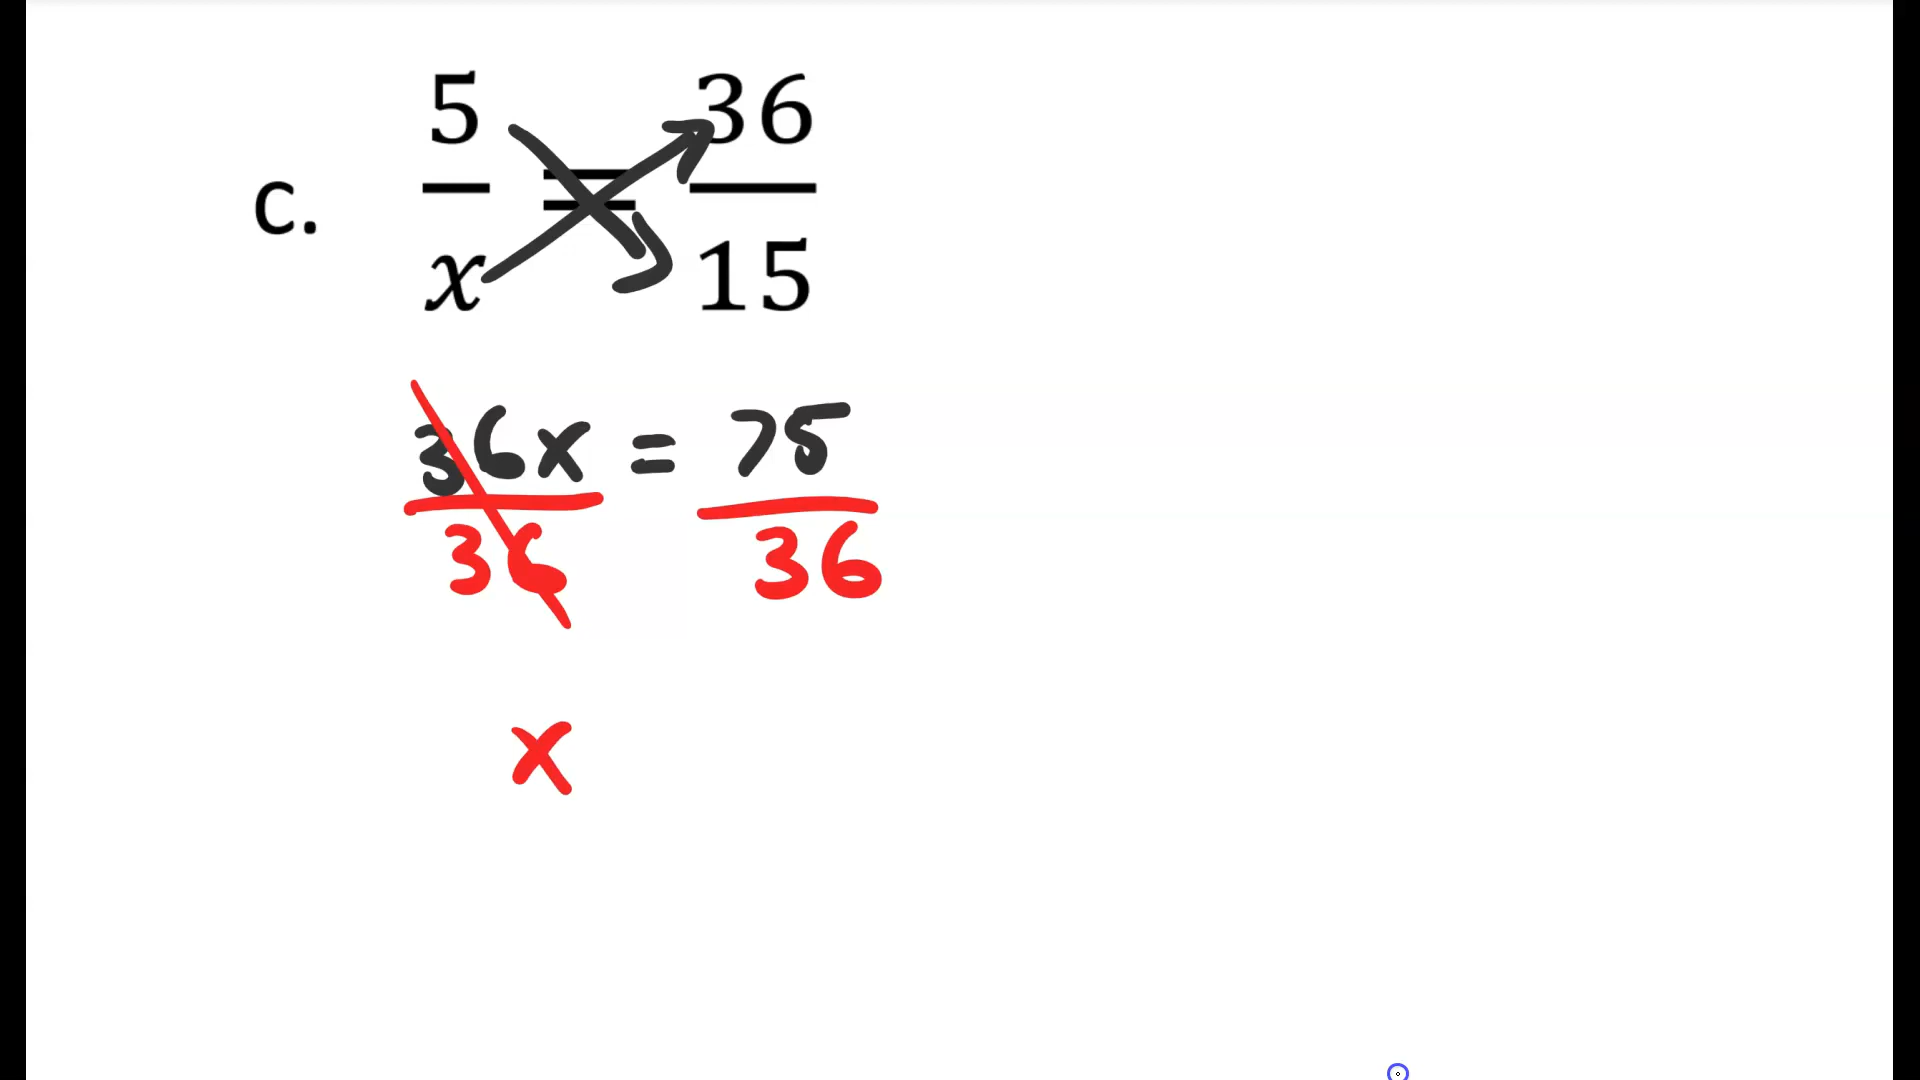 5 36
c. — = —
x 15
36x = 75
36 36
x